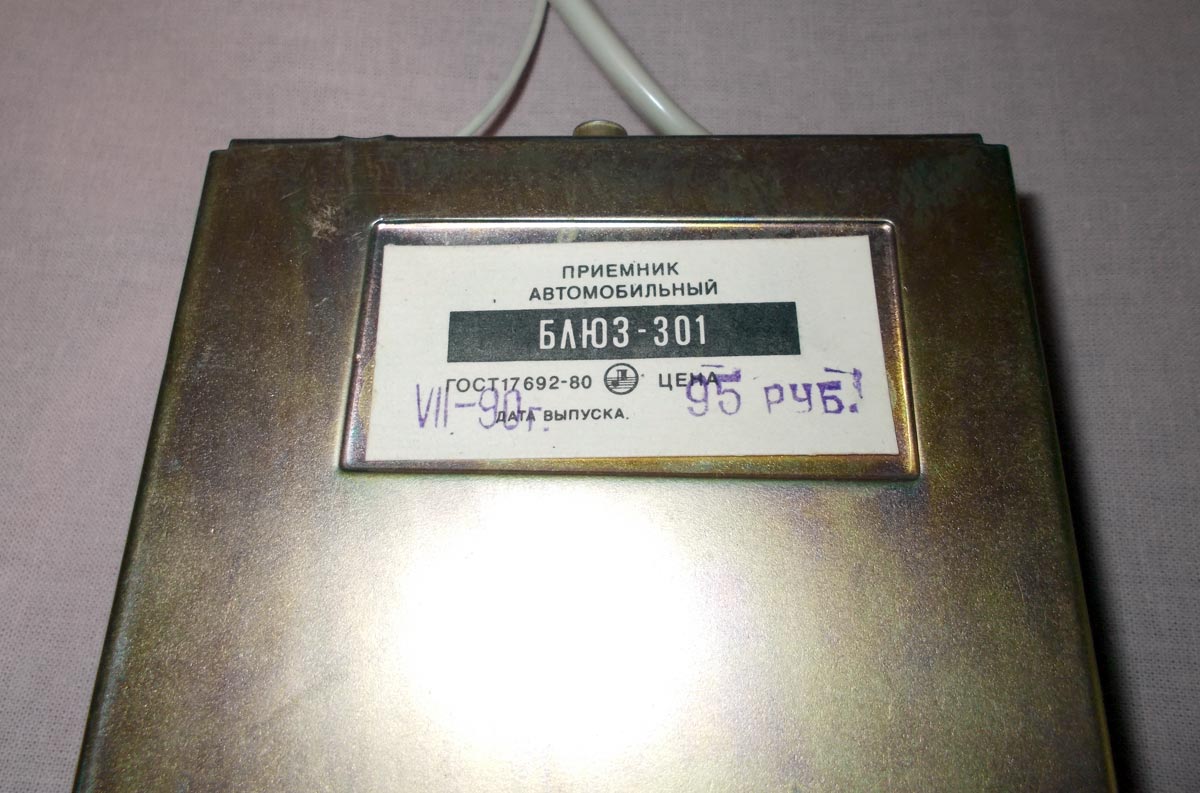 ПРИЕМНИК
АВТОМОБИЛЬНЫЙ
БЛЮЗ-301
ГОСТ17692-80 ЦЕНА
VII-90г. 95 РУБ.
ДАТА ВЫПУСКА.